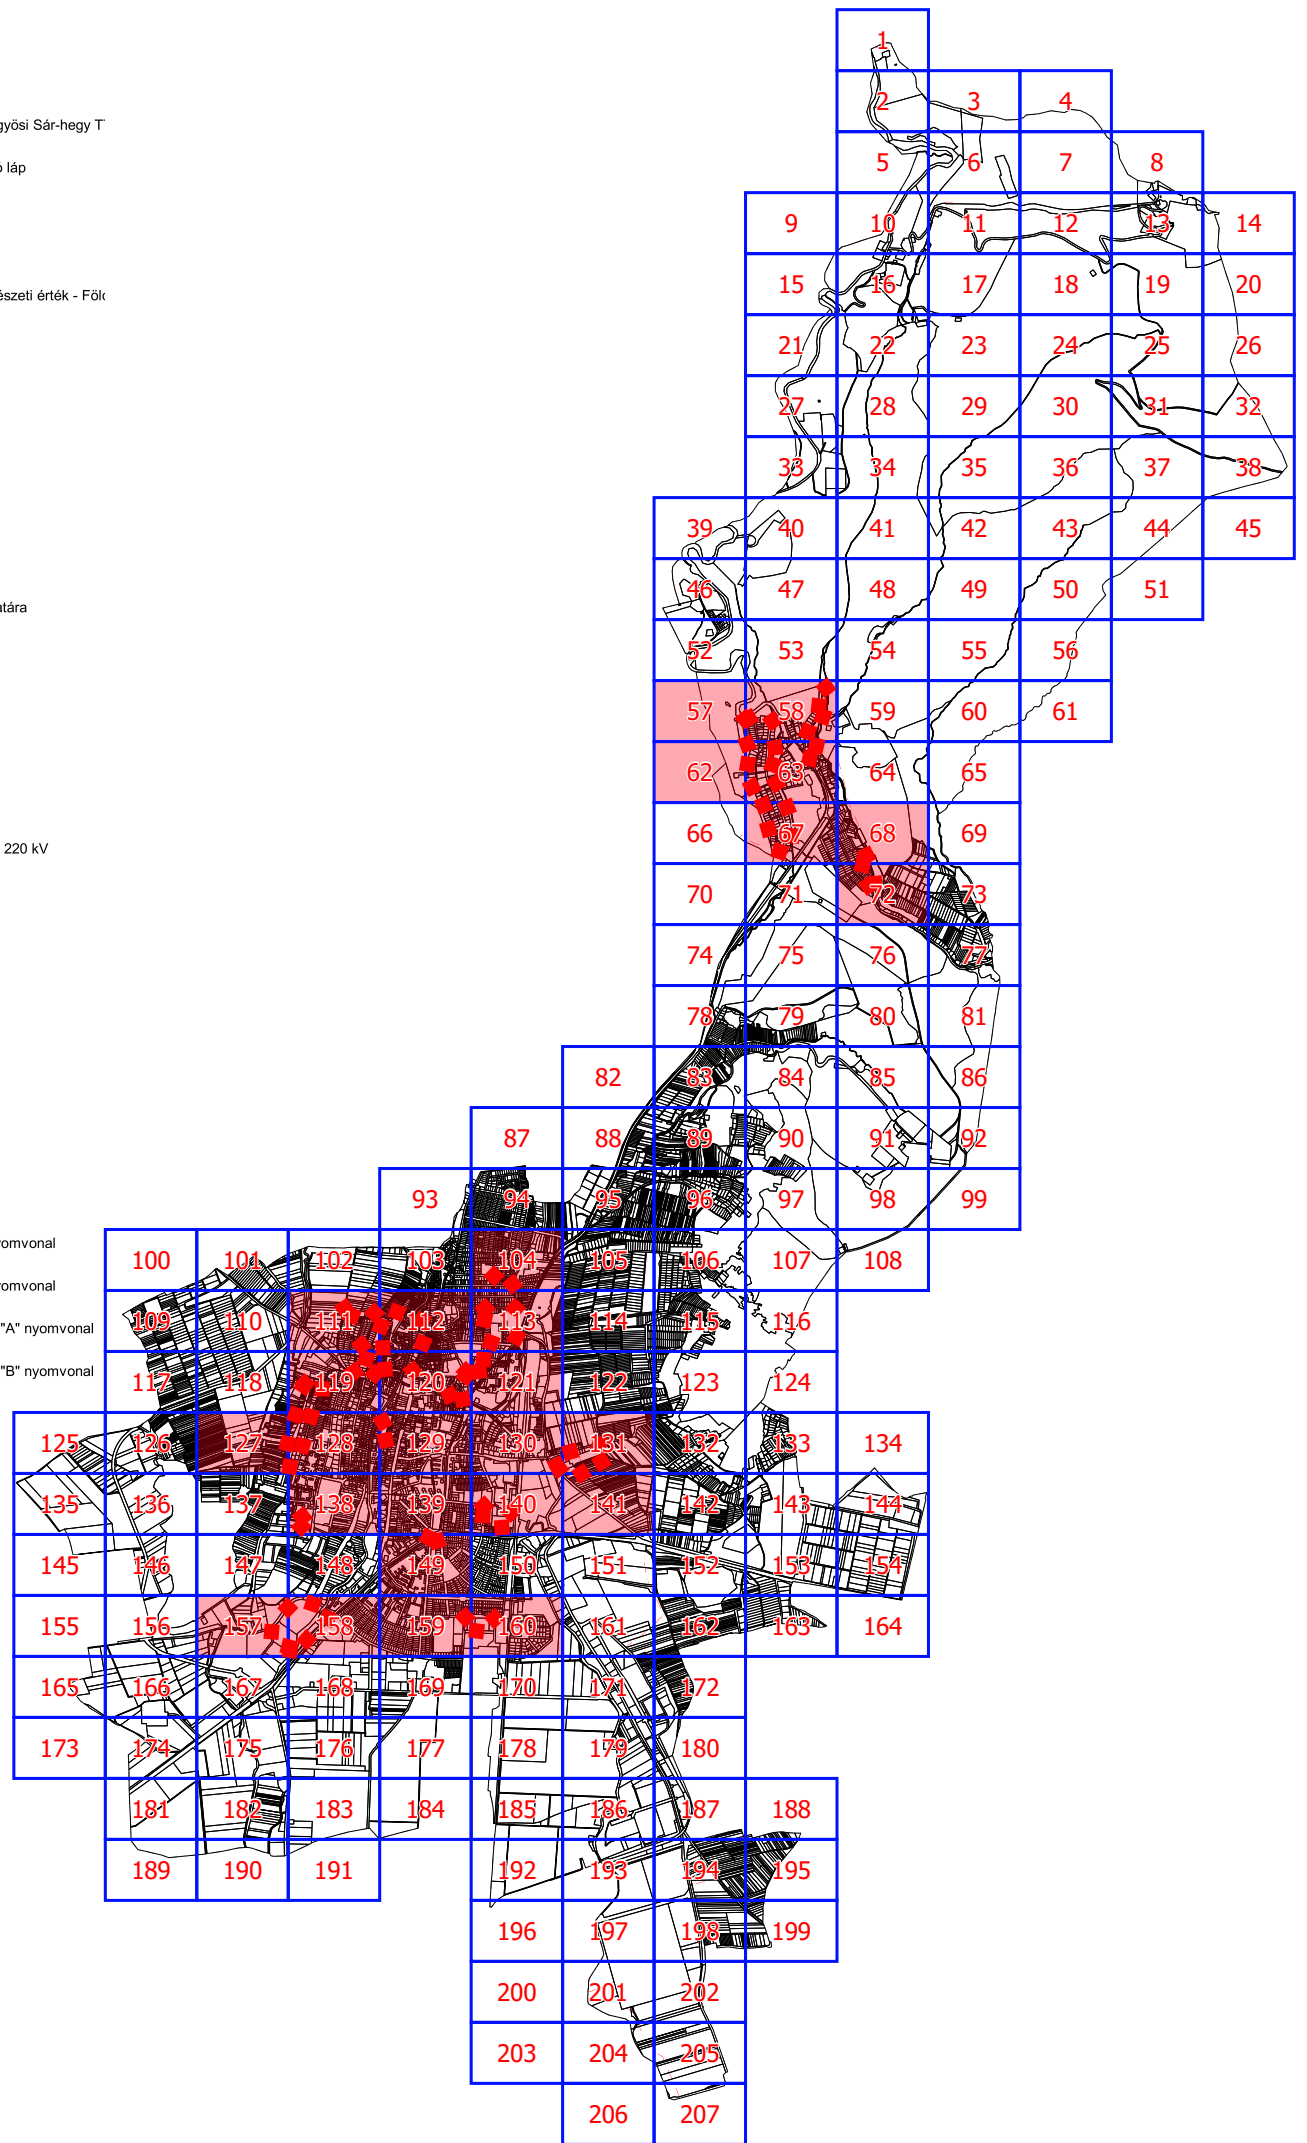 1
2 3 4
gyösi Sár-hegy T
5 6 7 8
ó láp
9 10 11 12 13 14
15 16 17 18 19 20
észeti érték - Föl
21 22 23 24 25 26
27 28 29 30 31 32
33 34 35 36 37 38
39 40 41 42 43 44 45
46 47 48 49 50 51
atára
52 53 54 55 56
57 58 59 60 61
62 63 64 65
66 67 68 69
220 kV
70 71 72 73
74 75 76 77
78 79 80 81
82 83 84 85 86
87 88 89 90 91 92
93 94 95 96 97 98 99
yomvonal
100 101 102 103 104 105 106 107 108
yomvonal
109 110 111 112 113 114 115 116
"A" nyomvonal
"B" nyomvonal
117 118 119 120 121 122 123 124
125 126 127 128 129 130 131 132 133 134
135 136 137 138 139 140 141 142 143 144
145 146 147 148 149 150 151 152 153 154
155 156 157 158 159 160 161 162 163 164
165 166 167 168 169 170 171 172
173 174 175 176 177 178 179 180
181 182 183 184 185 186 187 188
189 190 191 192 193 194 195
196 197 198 199
200 201 202
203 204 205
206 207